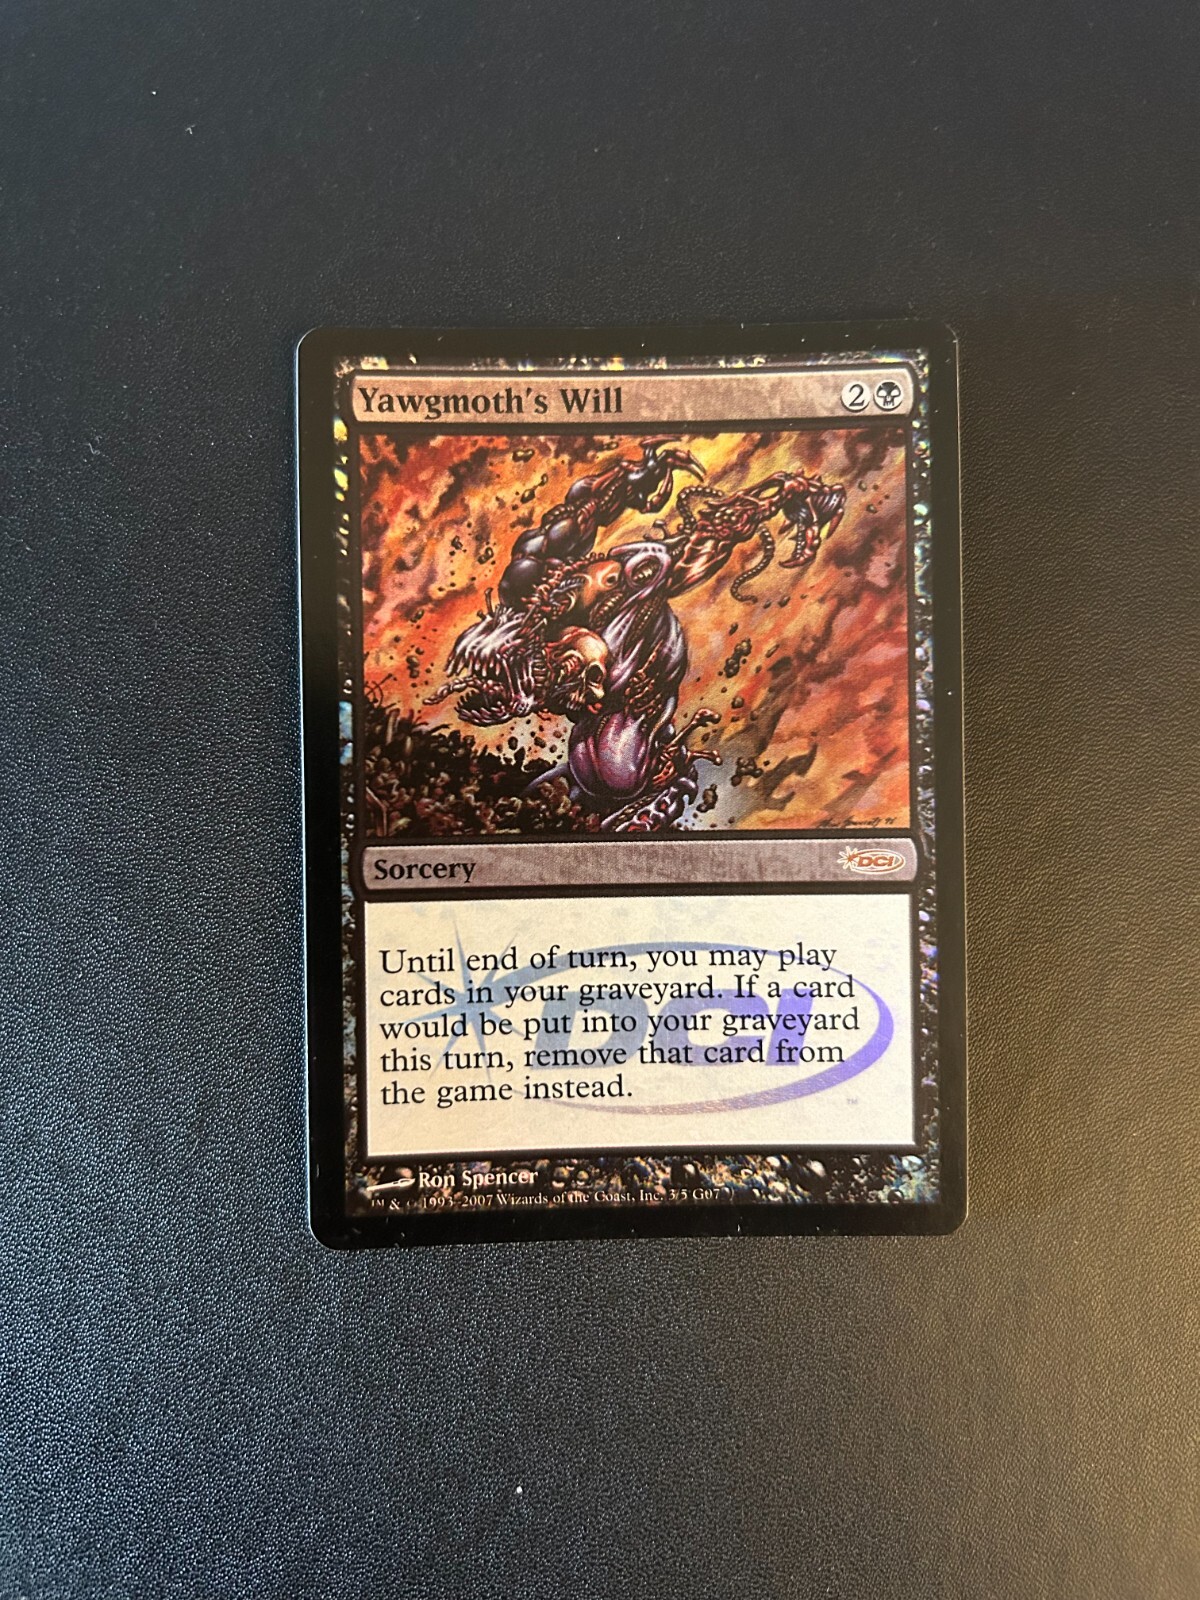 Yawgmoth's Will 2
Sorcery DCI
Until end of turn, you may play
cards in your graveyard. If a card
would be put into your graveyard
this turn, remove that card from
the game instead.
DCI
™
Ron Spencer
™ & © 1993–2007 Wizards of the Coast, Inc. 3/5 G07